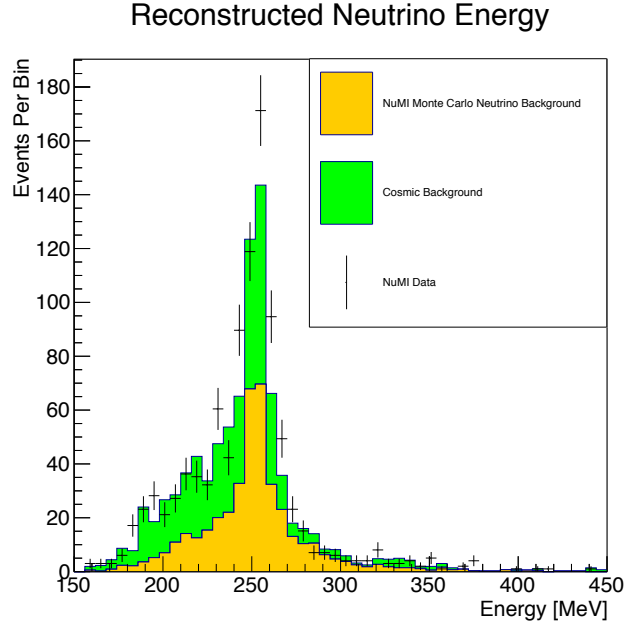 Reconstructed Neutrino Energy
Events Per Bin
180
160
140
120
100
80
60
40
20
0
NuMI Monte Carlo Neutrino Background
Cosmic Background
NuMI Data
150 200 250 300 350 400 450
Energy [MeV]